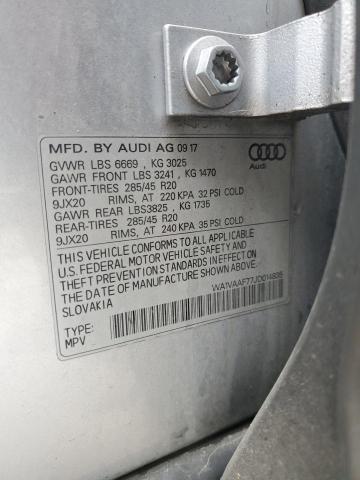 MFD. BY AUDI AG 09 17
GVWR LBS 6669 , KG 3025
GAWR FRONT LBS 3241 , KG 1470
FRONT-TIRES 285/45 R20
9JX20 RIMS, AT 220 KPA 32 PSI COLD
GAWR REAR LBS3825 , KG 1735
REAR-TIRES 285/45 R20
9JX20 RIMS, AT 240 KPA 35 PSI COLD
THIS VEHICLE CONFORMS TO ALL APPLICABLE
U.S. FEDERAL MOTOR VEHICLE SAFETY AND
THEFT PREVENTION STANDARDS IN EFFECT ON
THE DATE OF MANUFACTURE SHOWN ABOVE.
SLOVAKIA
TYPE:
MPV
WA1VAAF77JD014835
Audi